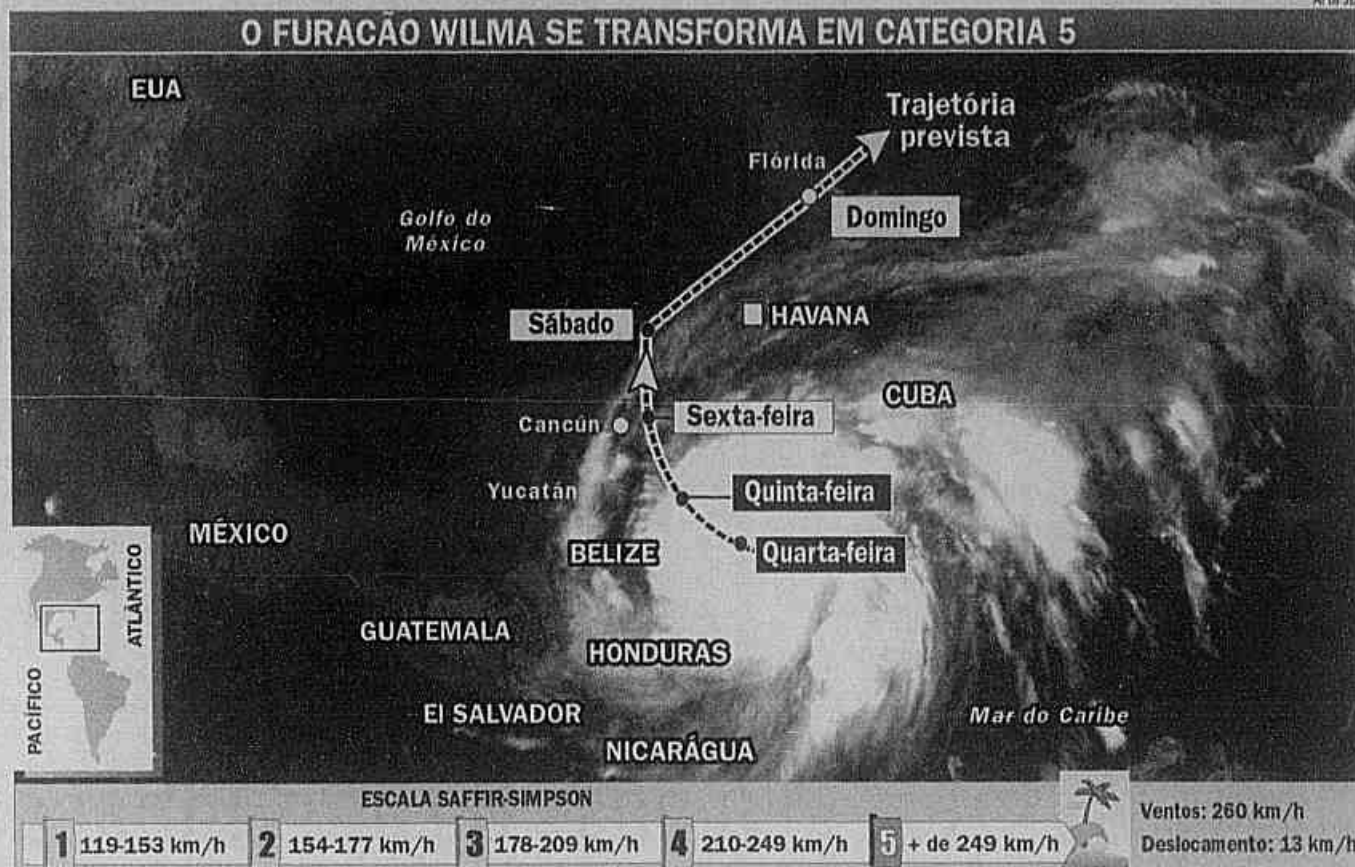 O FURACÃO WILMA SE TRANSFORMA EM CATEGORIA 5
EUA
Trajetória
prevista
Flórida
Domingo
Golfo do
México
Sábado
HAVANA
CUBA
Cancún
Sexta-feira
Yucatán
Quinta-feira
MÉXICO
BELIZE
Quarta-feira
ATLÂNTICO
PACÍFICO
GUATEMALA
HONDURAS
El SALVADOR
Mar do Caribe
NICARÁGUA
ESCALA SAFFIR-SIMPSON
1 119-153 km/h 2 154-177 km/h 3 178-209 km/h 4 210-249 km/h 5 + de 249 km/h
Ventos: 260 km/h
Deslocamento: 13 km/h